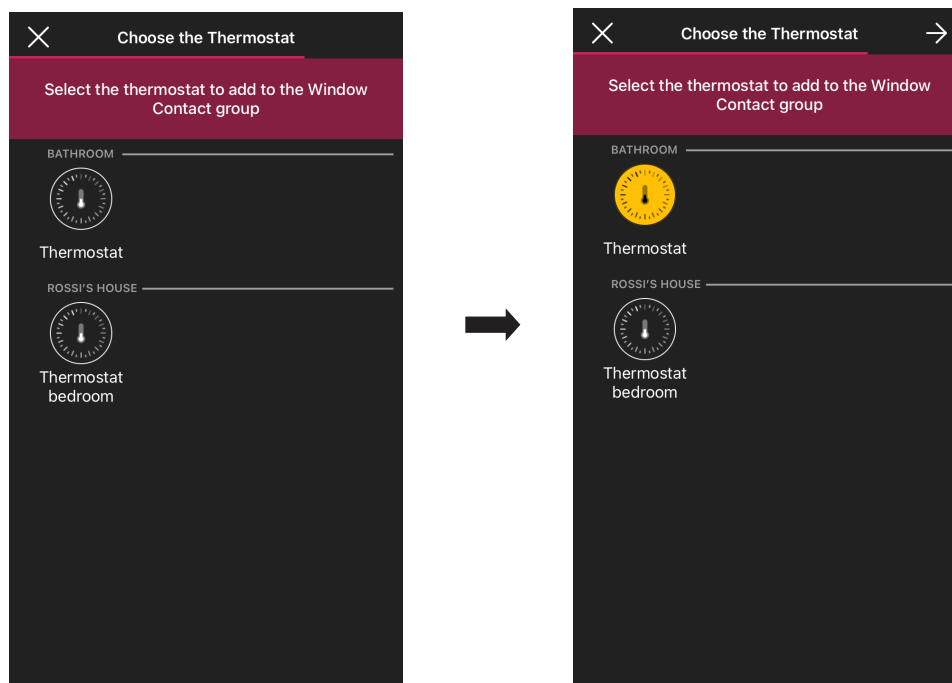 Choose the Thermostat
Select the thermostat to add to the Window
Contact group
BATHROOM
Thermostat
ROSSI'S HOUSE
Thermostat
bedroom
Choose the Thermostat
Select the thermostat to add to the Window
Contact group
BATHROOM
Thermostat
ROSSI'S HOUSE
Thermostat
bedroom